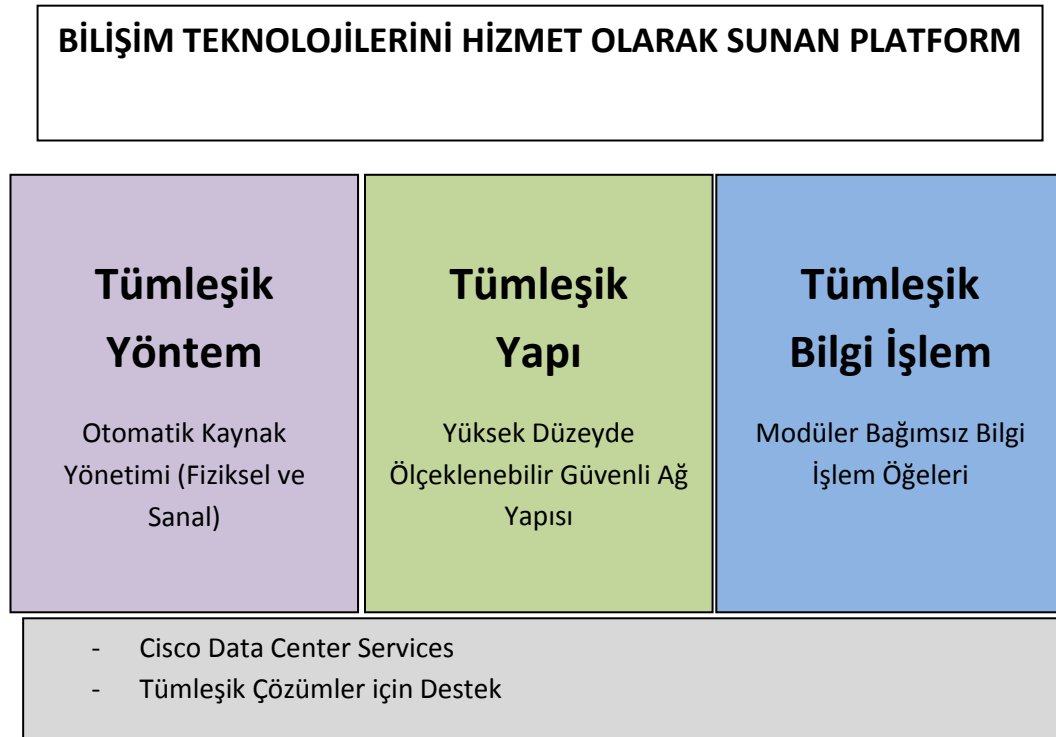 BİLİŞİM TEKNOLOJİLERİNİ HİZMET OLARAK SUNAN PLATFORM
Tümleşik
Yöntem
Otomatik Kaynak
Yönetimi (Fiziksel ve
Sanal)
Tümleşik
Yapı
Yüksek Düzeyde
Ölçeklenebilir Güvenli Ağ
Yapısı
Tümleşik
Bilgi İşlem
Modüler Bağımsız Bilgi
İşlem Öğeleri
- Cisco Data Center Services
- Tümleşik Çözümler için Destek